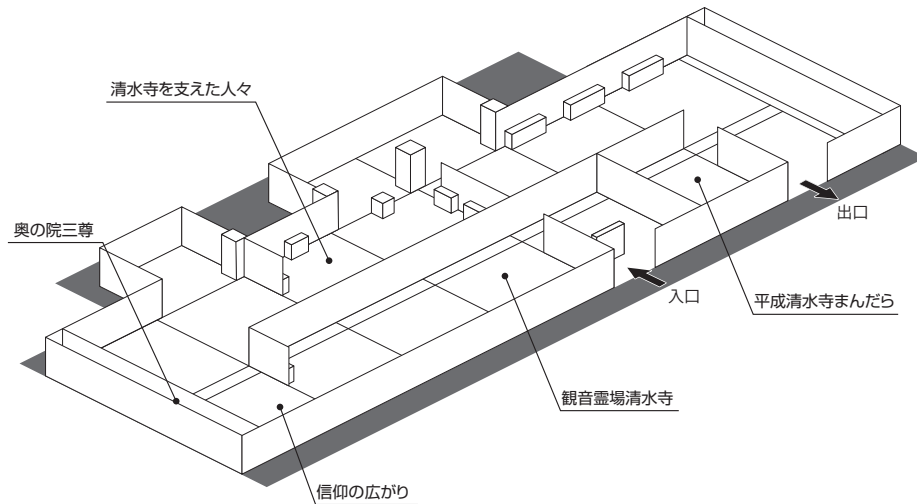 清水寺を支えた人々
奥の院三尊
出口
入口
平成清水寺まんだら
観音霊場清水寺
信仰の広がり